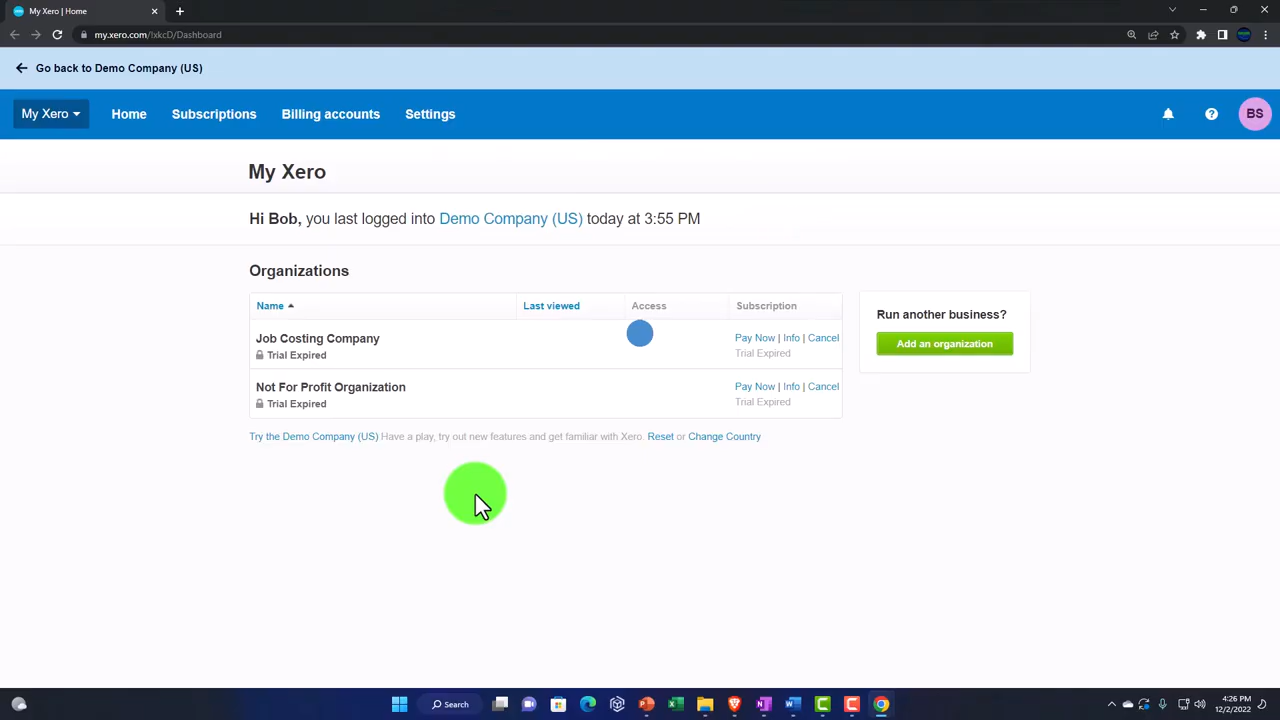 My Xero | Home
my.xero.com/!xkcD/Dashboard
Go back to Demo Company (US)
My Xero
Home
Subscriptions
Billing accounts
Settings
BS
My Xero
Hi Bob, you last logged into Demo Company (US) today at 3:55 PM
Organizations
Name
Last viewed
Access
Subscription
Job Costing Company
Trial Expired
Pay Now | Info | Cancel
Trial Expired
Not For Profit Organization
Trial Expired
Pay Now | Info | Cancel
Trial Expired
Try the Demo Company (US) Have a play, try out new features and get familiar with Xero. Reset or Change Country
Run another business?
Add an organization
Search
4:26 PM
12/2/2022